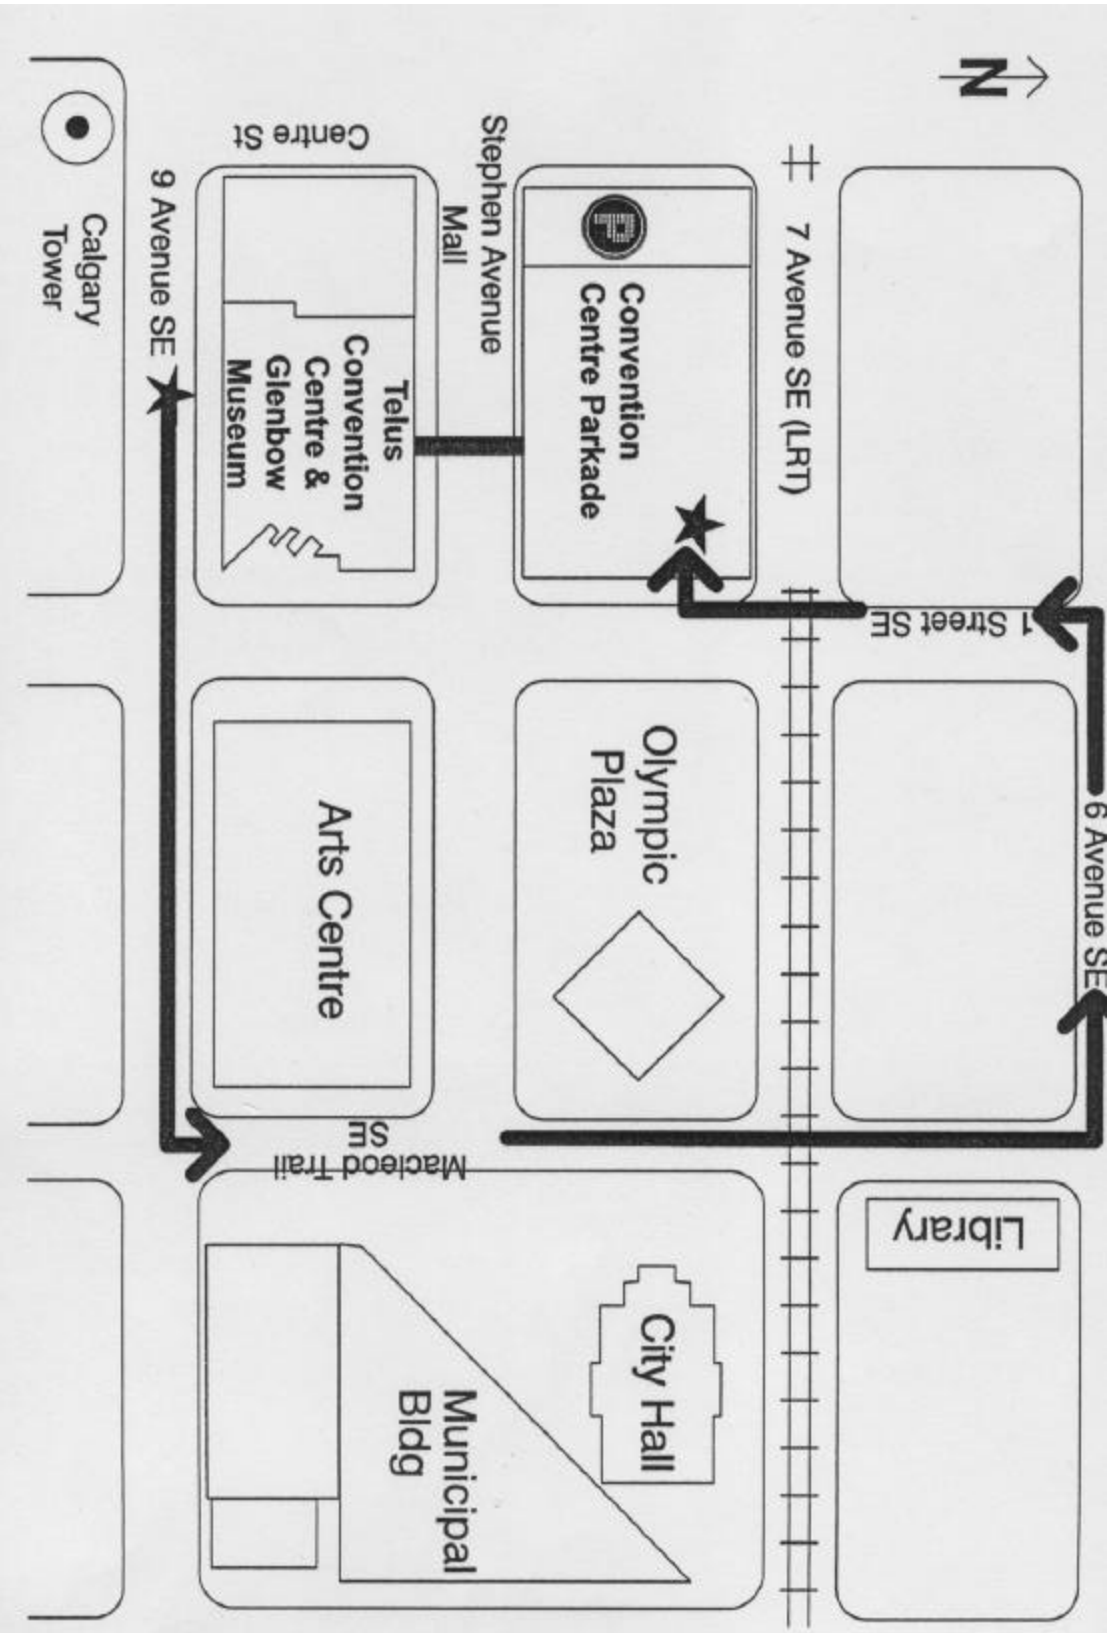 N
6 Avenue SE
1 Street SE
Library
7 Avenue SE (LRT)
P
Convention
Centre Parkade
Olympic
Plaza
City Hall
Stephen Avenue
Mall
Centre St
Telus
Convention
Centre &
Glenbow
Museum
Arts Centre
Macleod Trail
SE
Municipal
Bldg
9 Avenue SE
Calgary
Tower